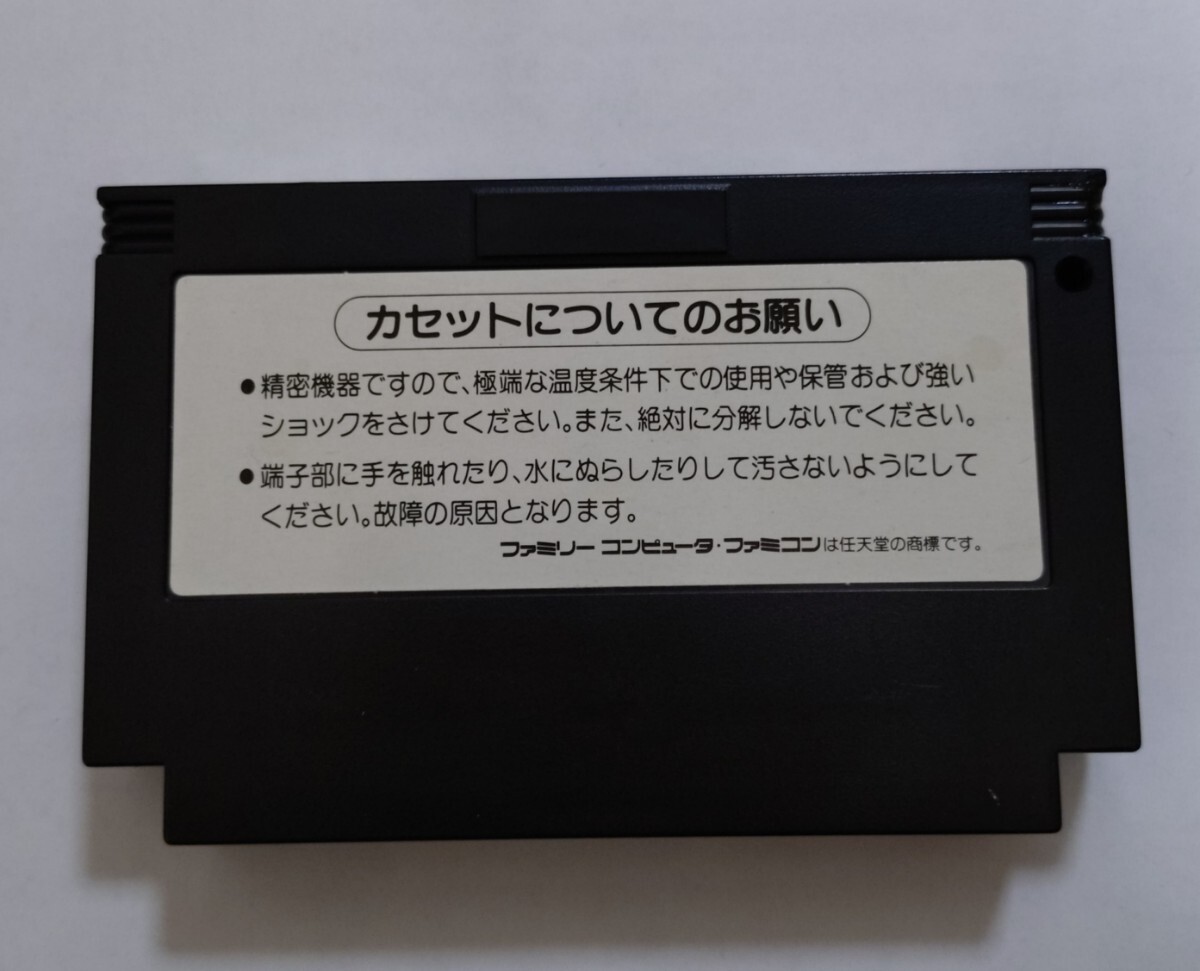 カセットについてのお願い
●精密機器ですので、極端な温度条件下での使用や保管および強い
ショックをさけてください。また、絶対に分解しないでください。
●端子部に手を触れたり、水にぬらしたりして汚さないようにして
ください。故障の原因となります。
ファミリー コンピュータ・ファミコンは任天堂の商標です。